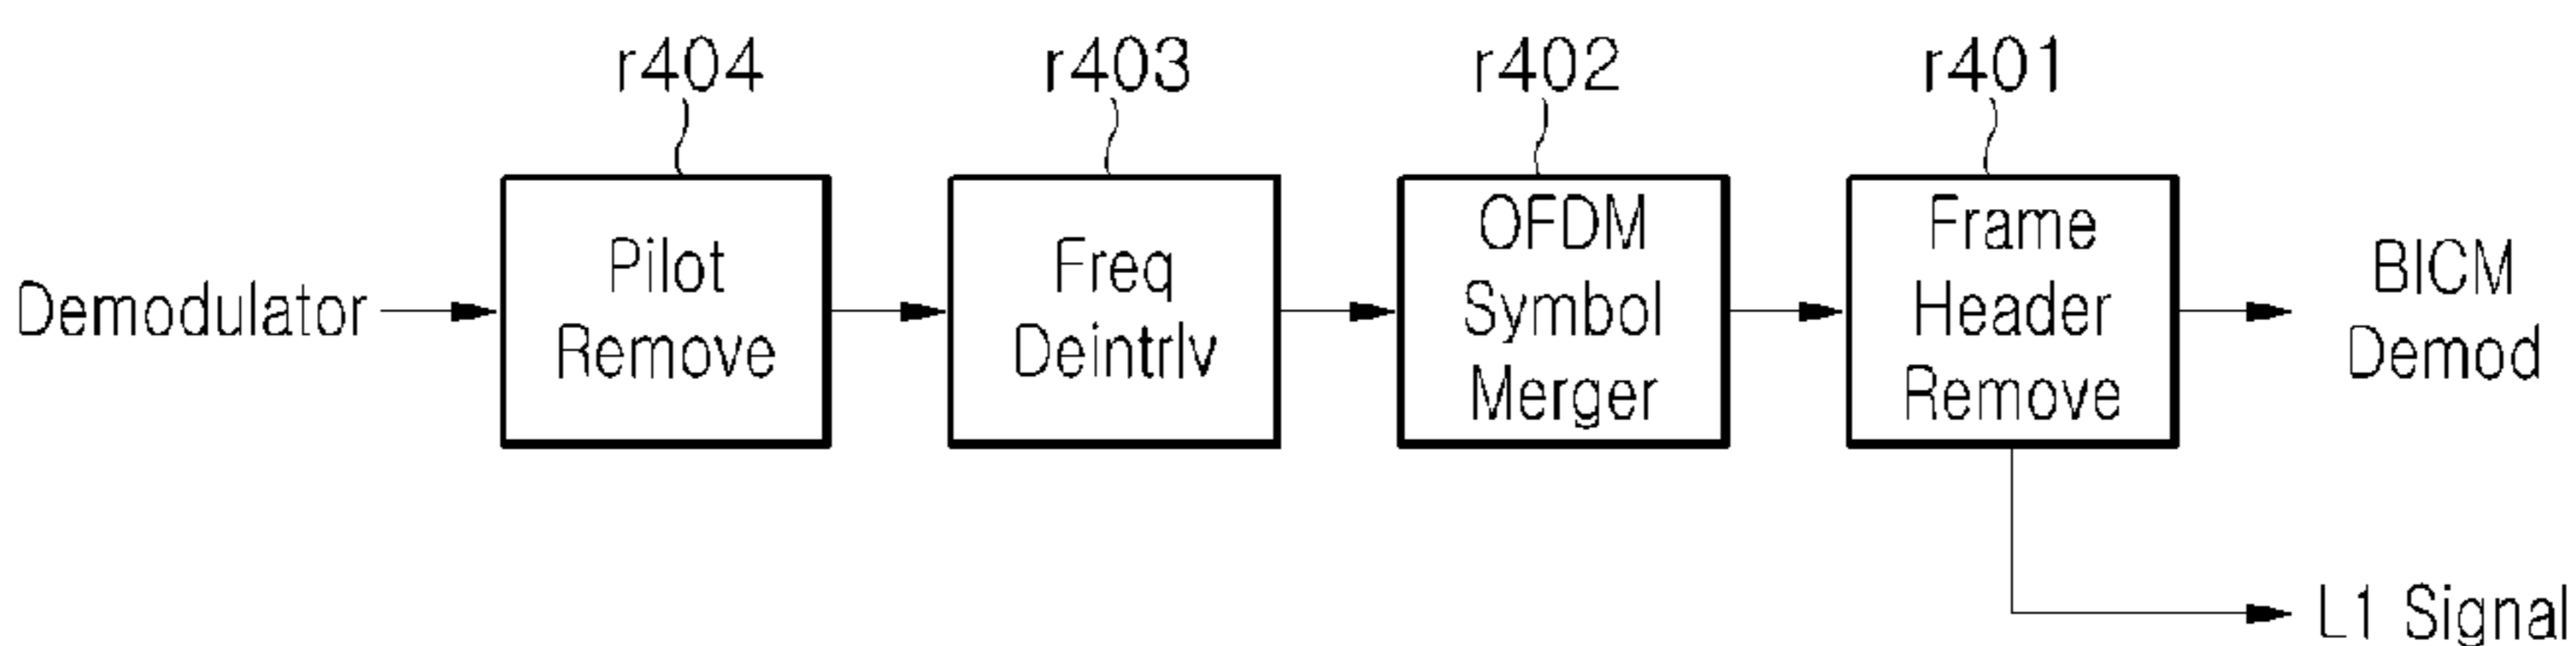 r404
r403
r402
r401
Demodulator
Pilot
Remove
Freq
Deintrlv
OFDM
Symbol
Merger
Frame
Header
Remove
BICM
Demod
L1 Signal